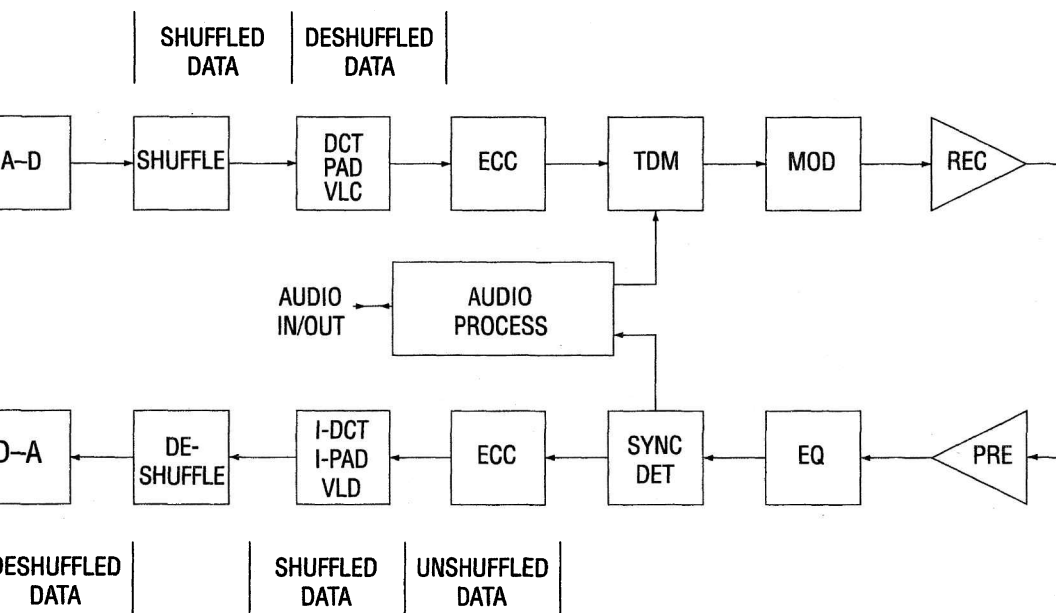 SHUFFLED
DATA
DESHUFFLED
DATA
A~D
SHUFFLE
DCT
PAD
VLC
ECC
TDM
MOD
REC
AUDIO
IN/OUT
AUDIO
PROCESS
D~A
DE-
SHUFFLE
I-DCT
I-PAD
VLD
ECC
SYNC
DET
EQ
PRE
DESHUFFLED
DATA
SHUFFLED
DATA
UNSHUFFLED
DATA